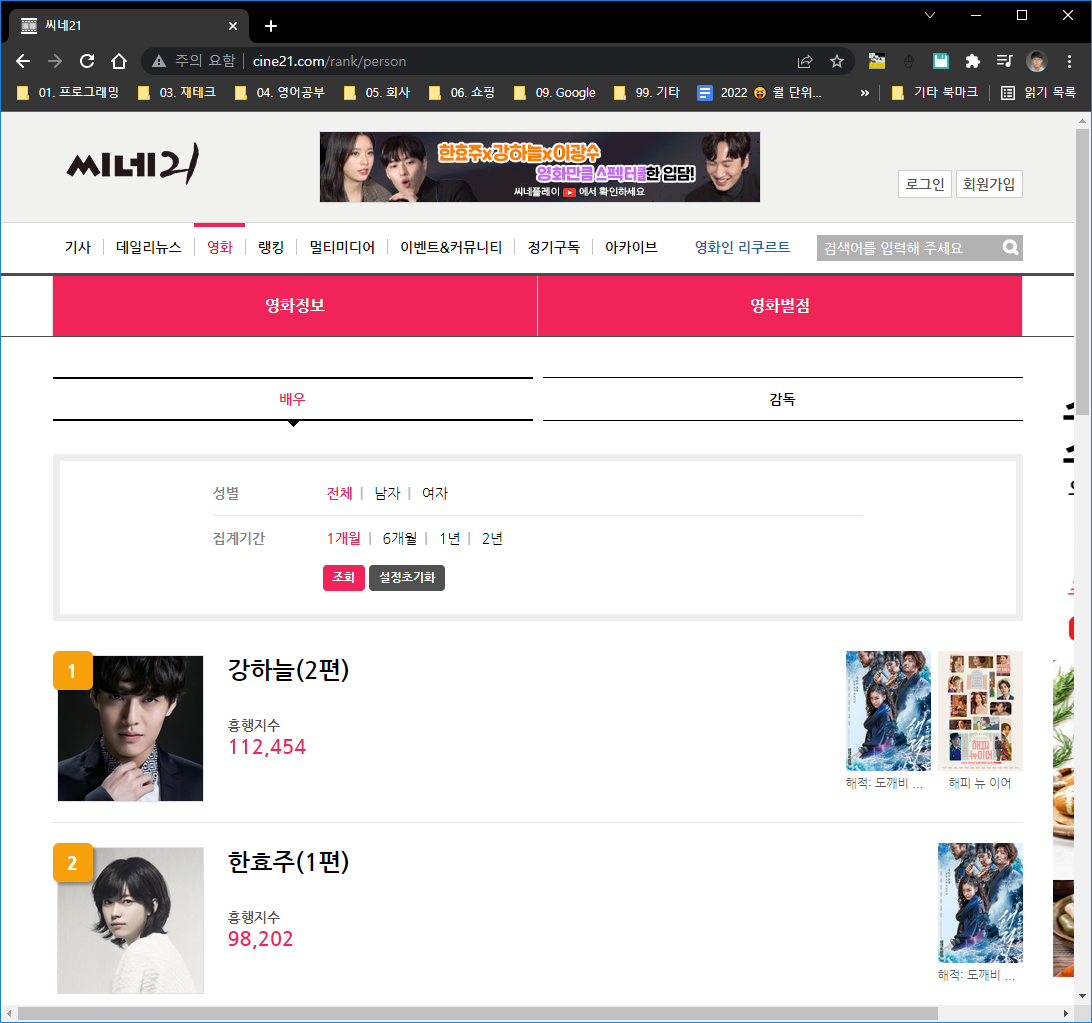 씨네21
주의 요함 cine21.com/rank/person
01. 프로그래밍 03. 재테크 04. 영어공부 05. 회사 06. 쇼핑 09. Google 99. 기타 2022 😝 월 단위... » 기타 북마크 읽기 목록
씨네21
한효주x강하늘x이광수
영화만큼 스펙터클한 입담!
씨네플레이 에서 확인하세요
로그인 회원가입
기사 데일리뉴스 영화 랭킹 멀티미디어 이벤트&커뮤니티 정기구독 아카이브 영화인 리쿠르트 검색어를 입력해 주세요
영화정보 영화별점
배우 감독
성별 전체 남자 여자
집계기간 1개월 6개월 1년 2년
조회 설정초기화
1 강하늘(2편)
흥행지수
112,454
해적
해피
뉴이어
해적: 도깨비 ... 해피 뉴 이어
2 한효주(1편)
흥행지수
98,202
해적
해적: 도깨비 ...